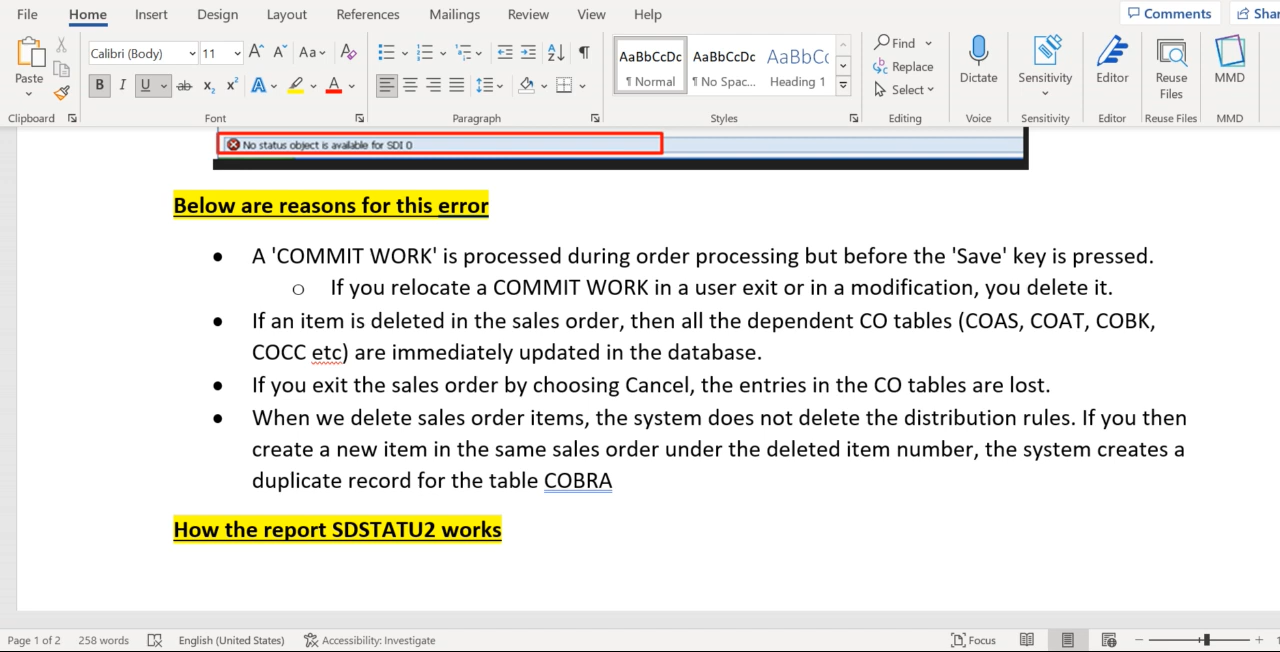 File Home Insert Design Layout References Mailings Review View Help Comments
Calibri (Body) 11 Aa AaBbCcDc AaBbCcDc Find
Paste Replace Dictate Sensitivity Editor Reuse Files MMD
B I U ab x₂ x² A A ¶ Normal ¶ No Spac... Heading 1 Select
Clipboard Font Paragraph Styles Editing Voice Sensitivity Editor Reuse Files MMD
No status object is available for SDI 0
Below are reasons for this error
• A 'COMMIT WORK' is processed during order processing but before the 'Save' key is pressed.
o If you relocate a COMMIT WORK in a user exit or in a modification, you delete it.
• If an item is deleted in the sales order, then all the dependent CO tables (COAS, COAT, COBK,
COCC etc) are immediately updated in the database.
• If you exit the sales order by choosing Cancel, the entries in the CO tables are lost.
• When we delete sales order items, the system does not delete the distribution rules. If you then
create a new item in the same sales order under the deleted item number, the system creates a
duplicate record for the table COBRA
How the report SDSTATU2 works
Page 1 of 2 258 words English (United States) Accessibility: Investigate Focus